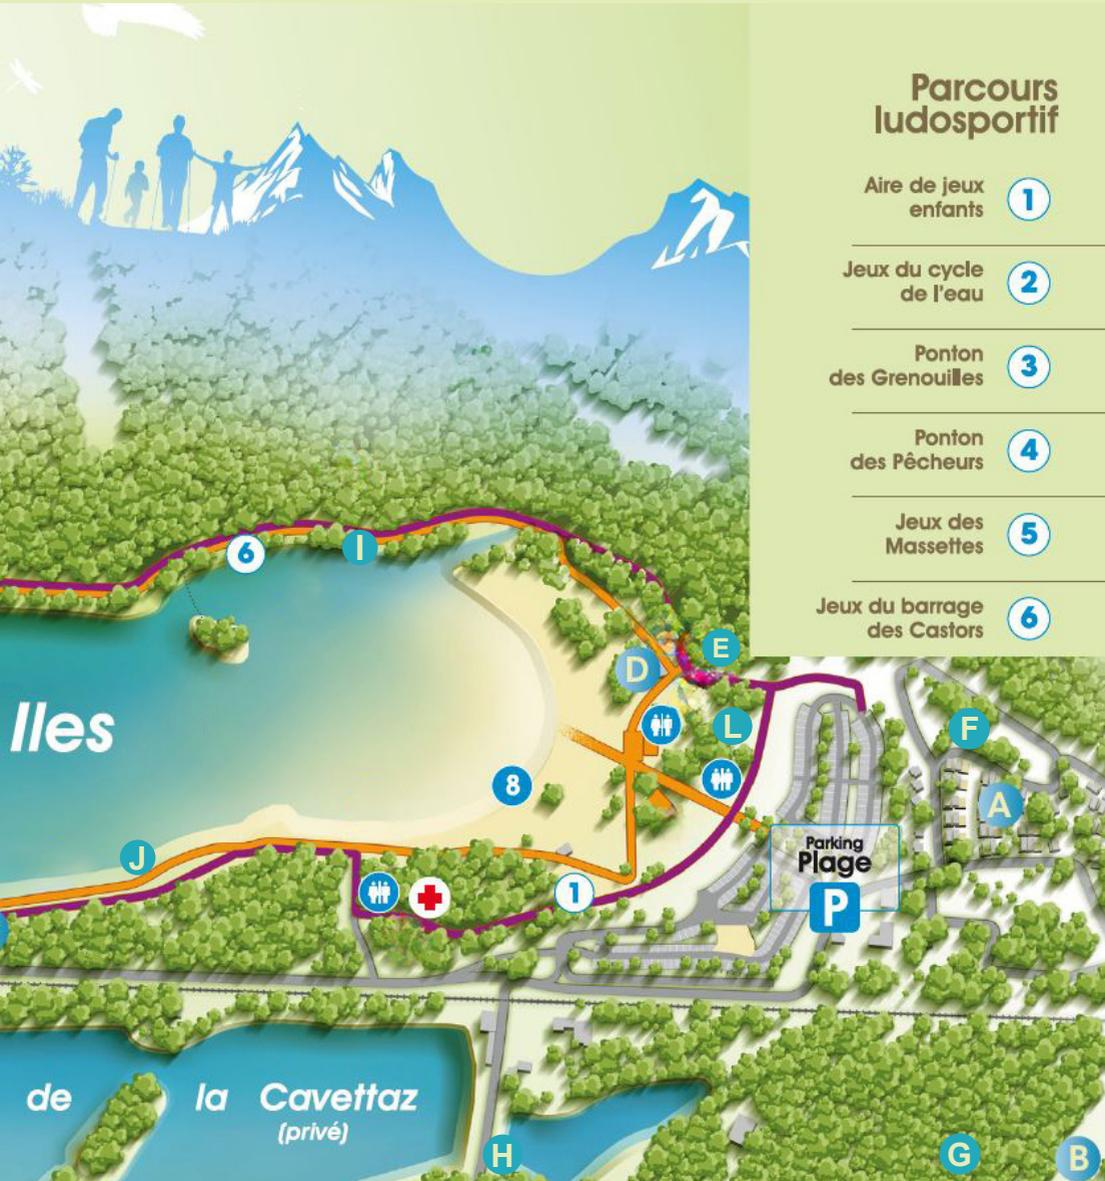 Parcours
ludosportif
Aire de jeux
enfants
1
Jeux du cycle
de l'eau
2
Ponton
des Grenouilles
3
Ponton
des Pêcheurs
4
Jeux des
Massettes
5
Jeux du barrage
des Castors
6
6
I
E
D
L
F
Iles
8
A
J
Parking
Plage
P
1
de la Cavettaz
(privé)
H
G
B